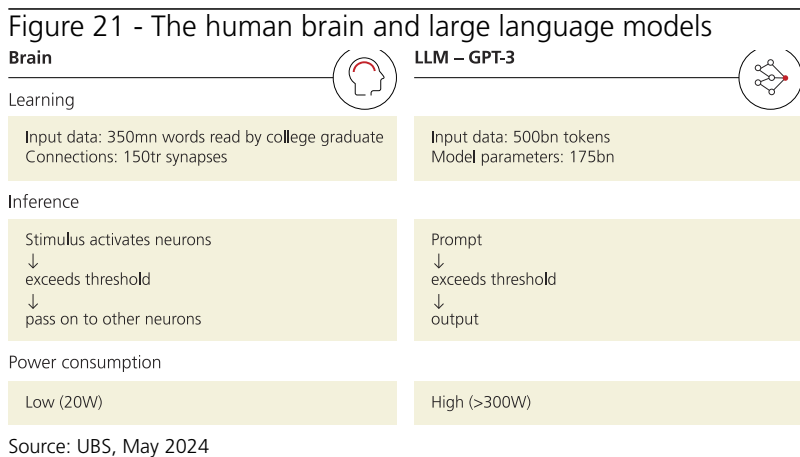 Figure 21 - The human brain and large language models
Brain
LLM – GPT-3
Learning
Input data: 350mn words read by college graduate
Connections: 150tr synapses
Input data: 500bn tokens
Model parameters: 175bn
Inference
Stimulus activates neurons
↓
exceeds threshold
↓
pass on to other neurons
Prompt
↓
exceeds threshold
↓
output
Power consumption
Low (20W)
High (>300W)
Source: UBS, May 2024